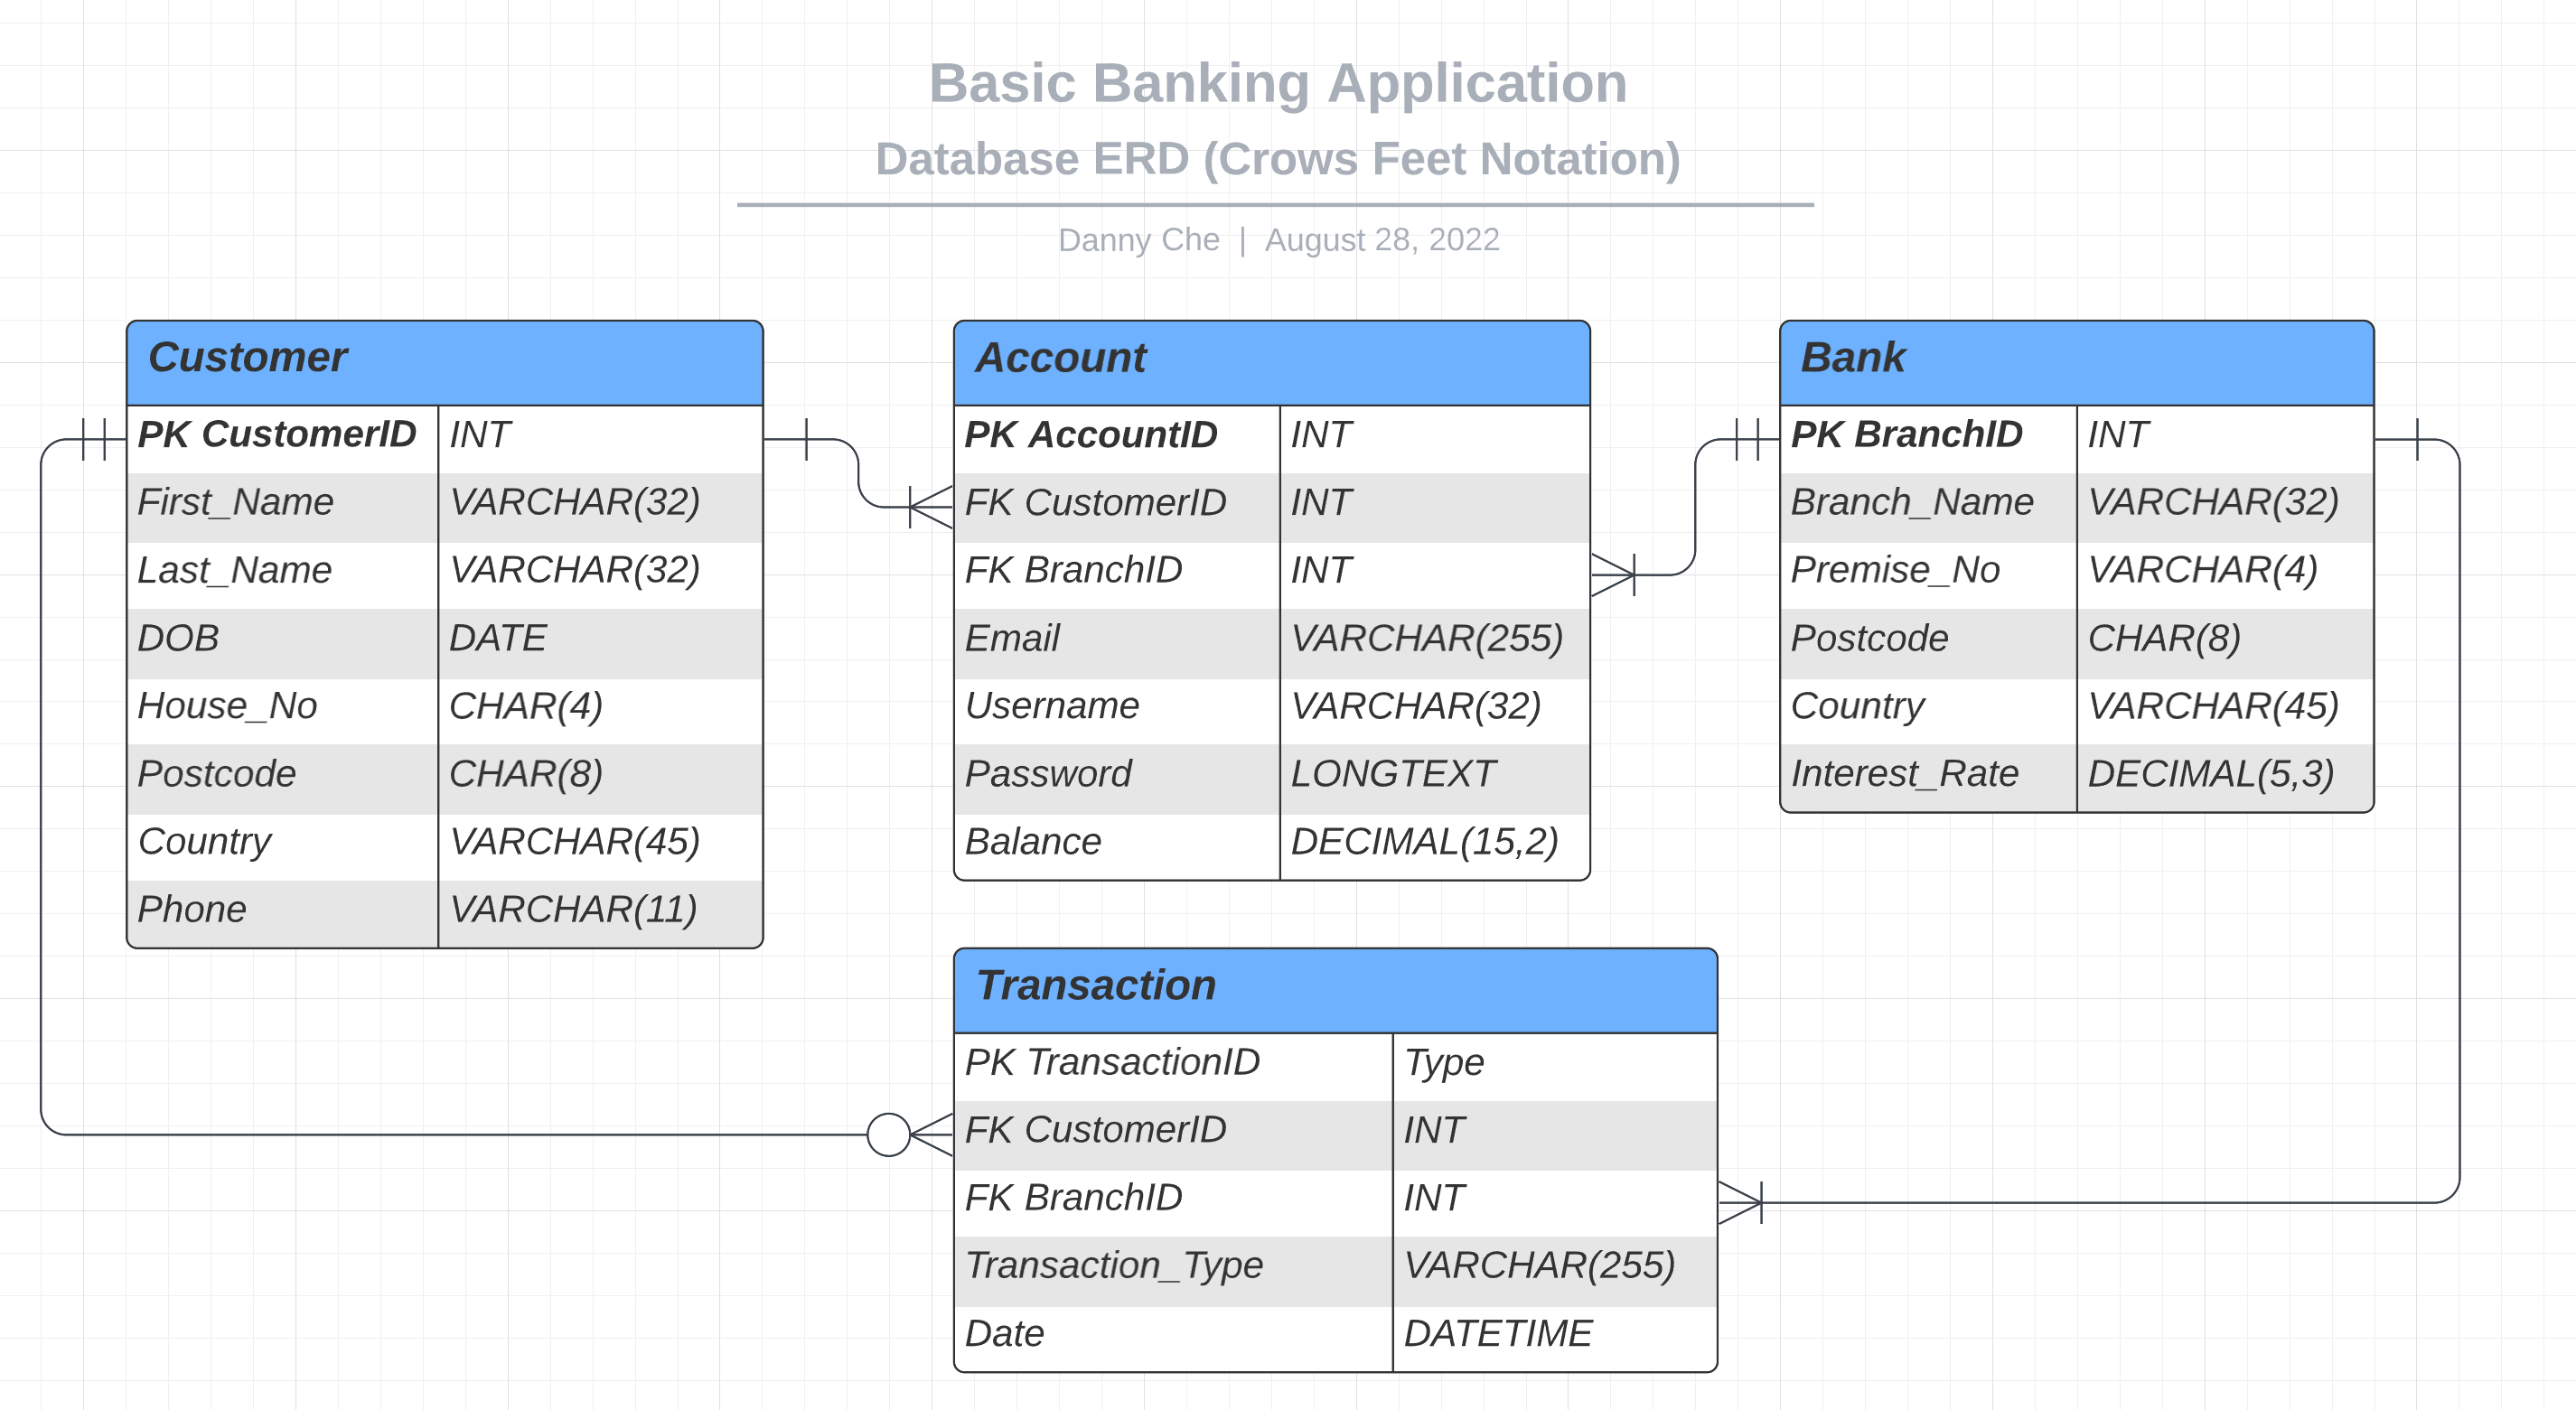 Basic Banking Application
Database ERD (Crows Feet Notation)
Danny Che | August 28, 2022
Customer
PK CustomerID INT
First_Name VARCHAR(32)
Last_Name VARCHAR(32)
DOB DATE
House_No CHAR(4)
Postcode CHAR(8)
Country VARCHAR(45)
Phone VARCHAR(11)
Account
PK AccountID INT
FK CustomerID INT
FK BranchID INT
Email VARCHAR(255)
Username VARCHAR(32)
Password LONGTEXT
Balance DECIMAL(15,2)
Bank
PK BranchID INT
Branch_Name VARCHAR(32)
Premise_No VARCHAR(4)
Postcode CHAR(8)
Country VARCHAR(45)
Interest_Rate DECIMAL(5,3)
Transaction
PK TransactionID Type
FK CustomerID INT
FK BranchID INT
Transaction_Type VARCHAR(255)
Date DATETIME